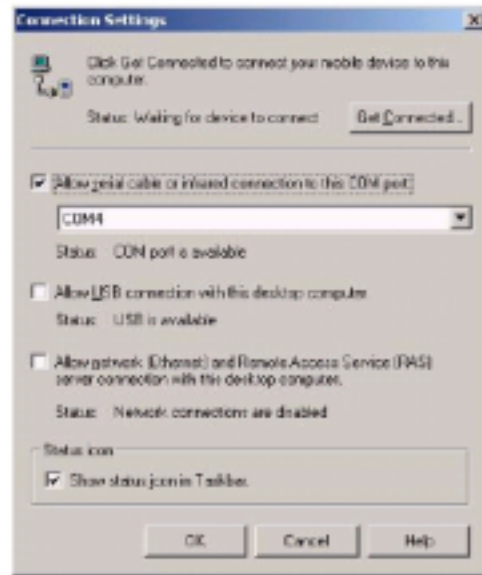 Connection Settings
Click Get Connected to connect your mobile device to this
computer.
Status: Waiting for device to connect
Get Connected...
Allow serial cable or infrared connection to this COM port:
COM4
Status: COM port is available
Allow USB connection with this desktop computer.
Status: USB is available
Allow network (Ethernet) and Remote Access Service (RAS)
server connection with this desktop computer.
Status: Network connections are disabled
Status icon
Show status icon in Taskbar.
OK
Cancel
Help